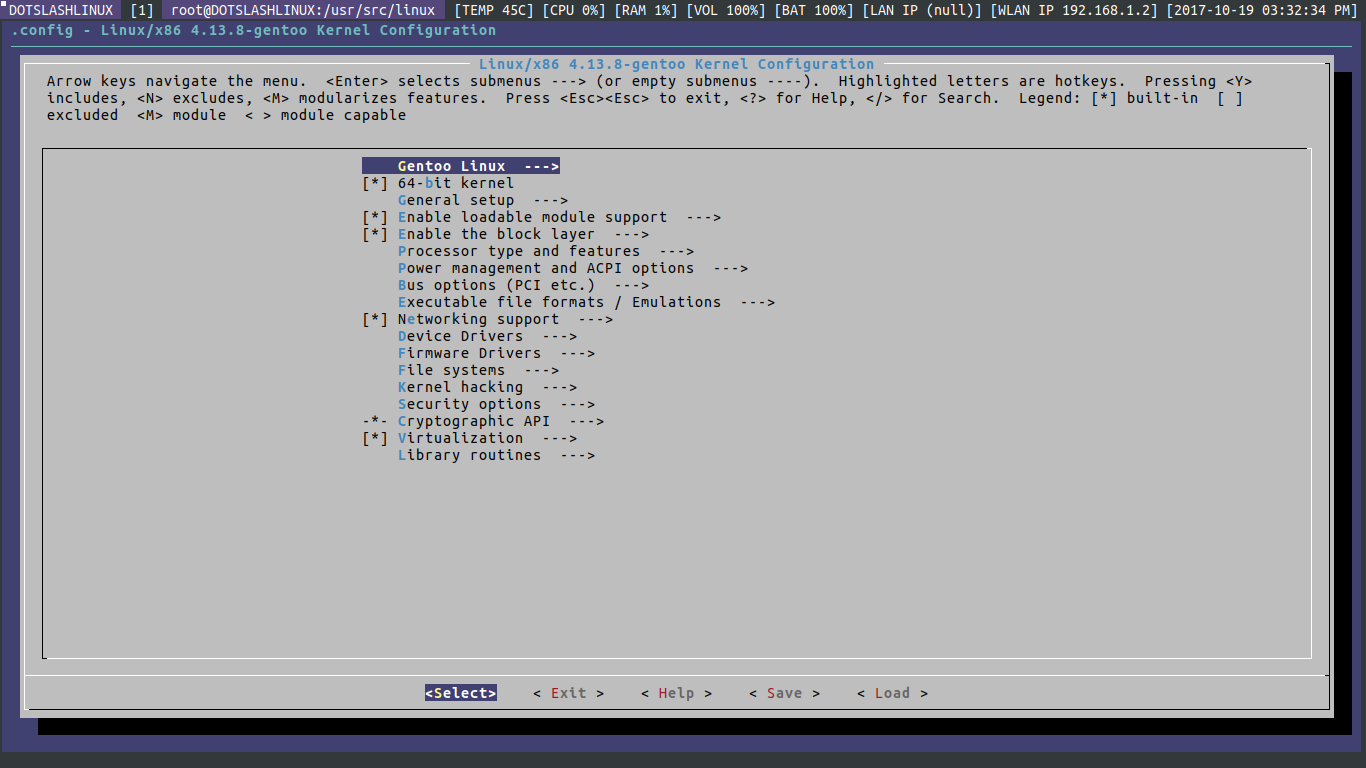 DOTSLASHLINUX [1] root@DOTSLASHLINUX:/usr/src/linux [TEMP 45C] [CPU 0%] [RAM 1%] [VOL 100%] [BAT 100%] [LAN IP (null)] [WLAN IP 192.168.1.2] [2017-10-19 03:32:34 PM]
.config - Linux/x86 4.13.8-gentoo Kernel Configuration
Linux/x86 4.13.8-gentoo Kernel Configuration
Arrow keys navigate the menu.  <Enter> selects submenus ---> (or empty submenus ----).  Highlighted letters are hotkeys.  Pressing <Y>
includes, <N> excludes, <M> modularizes features.  Press <Esc><Esc> to exit, <?> for Help, </> for Search.  Legend: [*] built-in  [ ]
excluded  <M> module  < > module capable
Gentoo Linux  --->
[*] 64-bit kernel
General setup  --->
[*] Enable loadable module support  --->
[*] Enable the block layer  --->
Processor type and features  --->
Power management and ACPI options  --->
Bus options (PCI etc.)  --->
Executable file formats / Emulations  --->
[*] Networking support  --->
Device Drivers  --->
Firmware Drivers  --->
File systems  --->
Kernel hacking  --->
Security options  --->
-*- Cryptographic API  --->
[*] Virtualization  --->
Library routines  --->
<Select>    < Exit >    < Help >    < Save >    < Load >